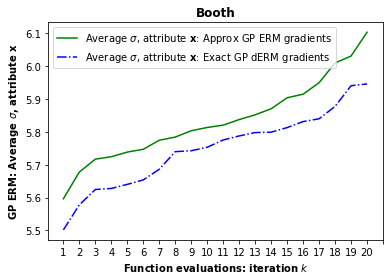 Booth
Average σ, attribute x: Approx GP ERM gradients
Average σ, attribute x: Exact GP dERM gradients
GP ERM: Average σ, attribute x
6.1
6.0
5.9
5.8
5.7
5.6
5.5
1 2 3 4 5 6 7 8 9 10 11 12 13 14 15 16 17 18 19 20
Function evaluations: iteration k